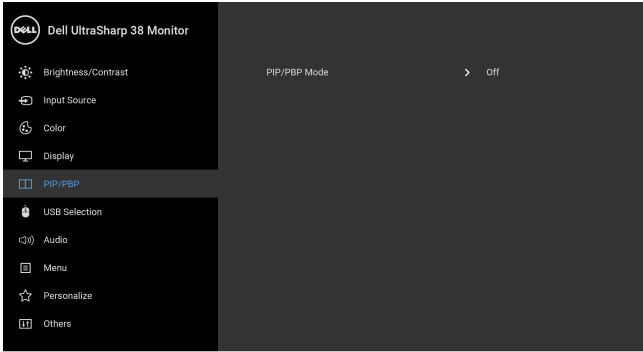 DELL Dell UltraSharp 38 Monitor
Brightness/Contrast
PIP/PBP Mode Off
Input Source
Color
Display
PIP/PBP
USB Selection
Audio
Menu
Personalize
Others